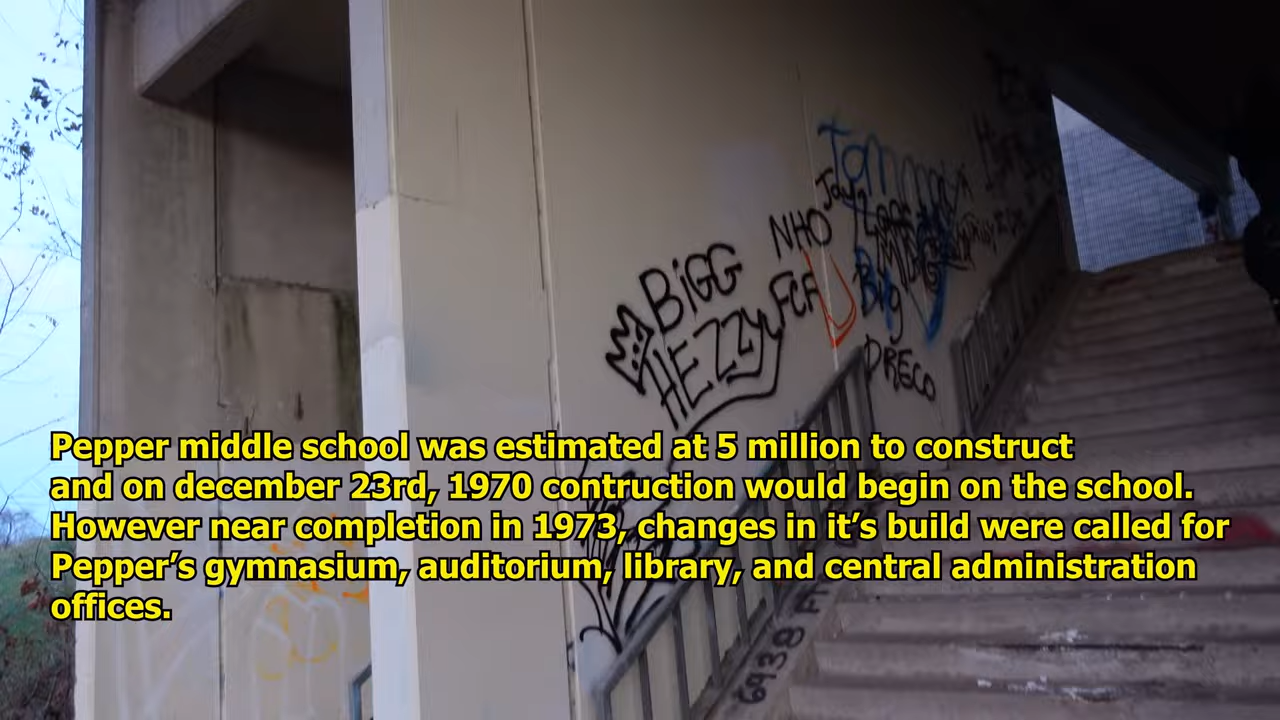 Tommy
NHO
BiGG
HEZZY
FCF
DRECO
Pepper middle school was estimated at 5 million to construct
and on december 23rd, 1970 contruction would begin on the school.
However near completion in 1973, changes in it’s build were called for
Pepper’s gymnasium, auditorium, library, and central administration
offices.
6938